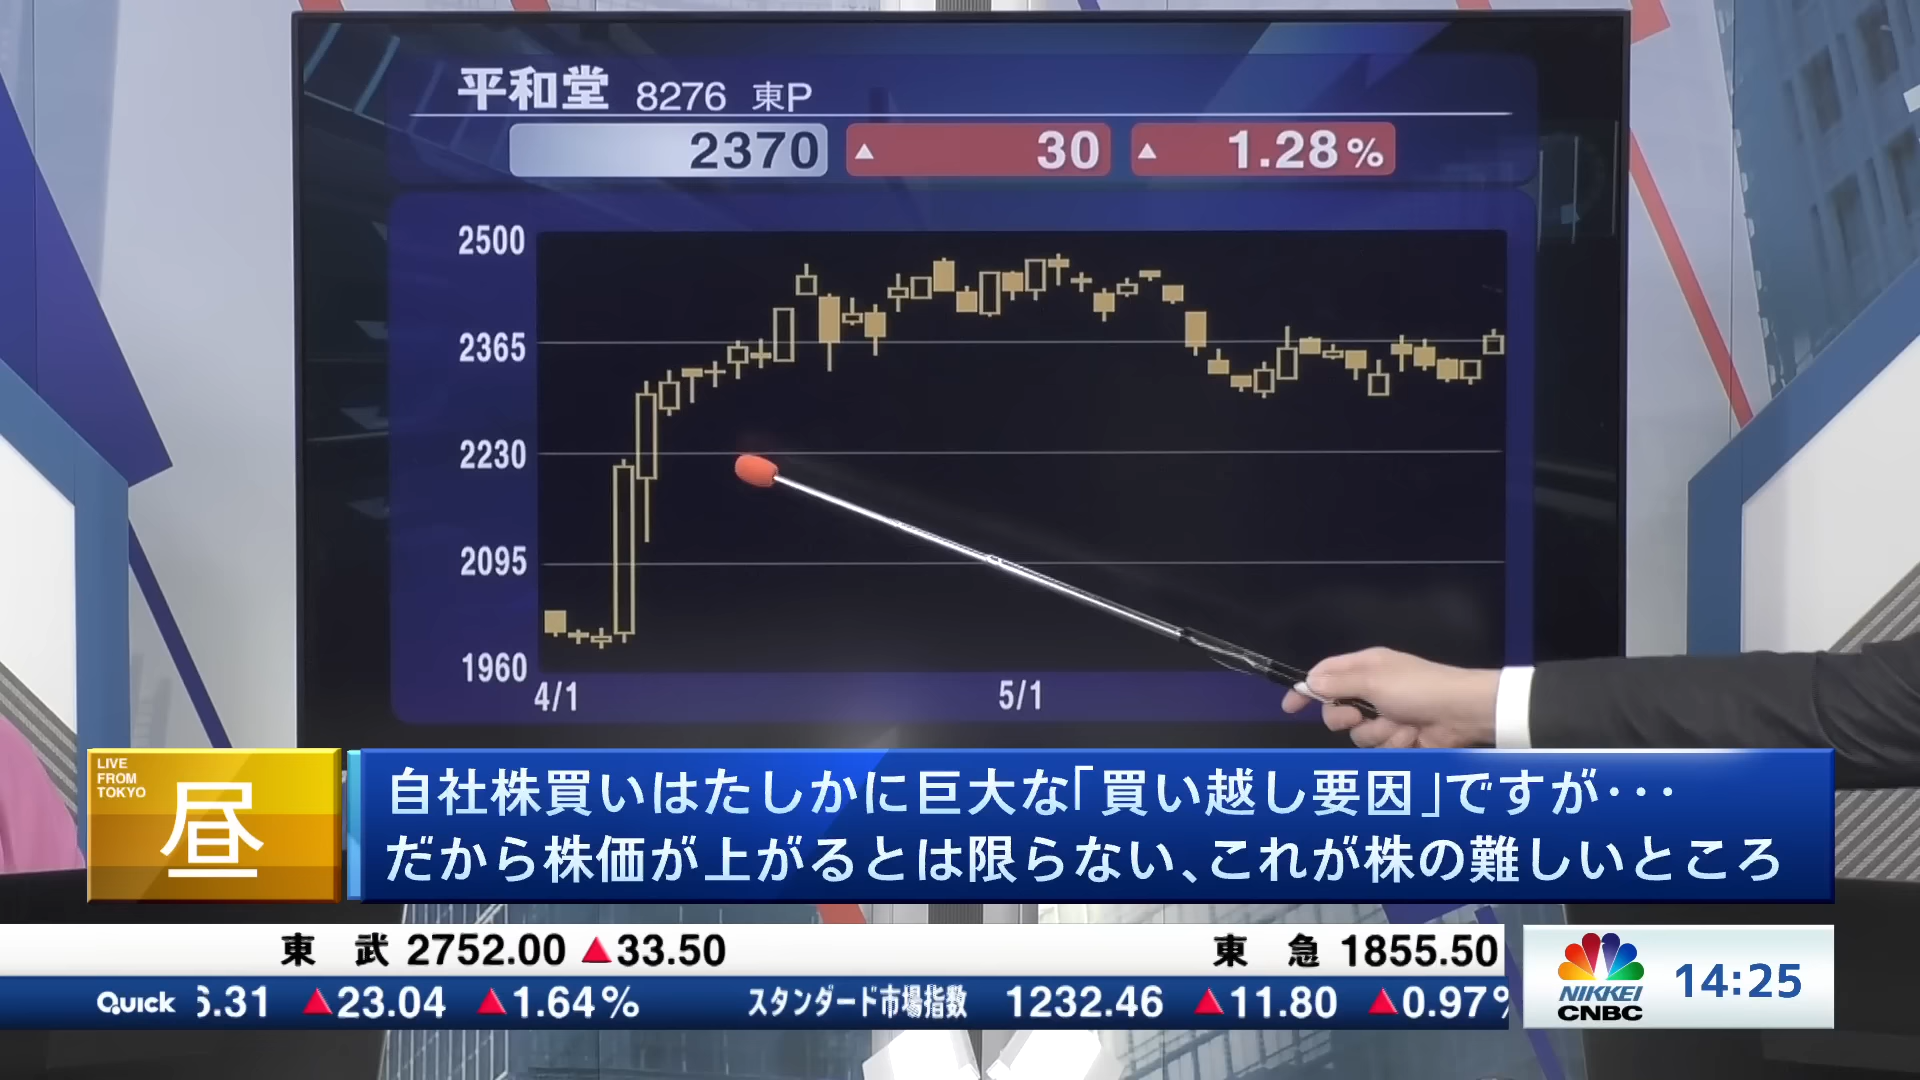 平和堂 8276 東P
2370 ▲ 30 ▲ 1.28%
2500
2365
2230
2095
1960
4/1 5/1
LIVE
FROM
TOKYO
昼
自社株買いはたしかに巨大な「買い越し要因」ですが・・・
だから株価が上がるとは限らない、これが株の難しいところ
東 武 2752.00 ▲33.50 東 急 1855.50
QUICK 6.31 ▲23.04 ▲1.64% スタンダード市場指数 1232.46 ▲11.80 ▲0.97%
NIKKEI
CNBC
14:25